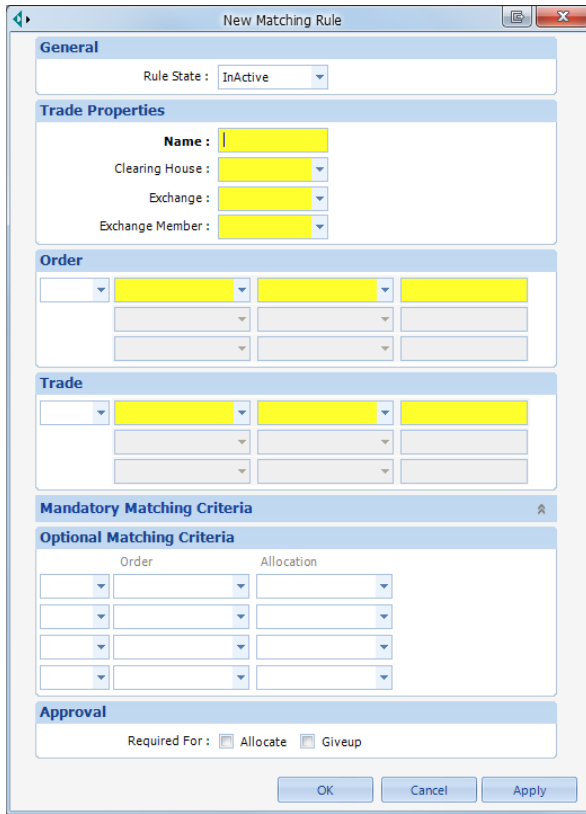 New Matching Rule
General
Rule State : InActive
Trade Properties
Name :
Clearing House :
Exchange :
Exchange Member :
Order
Trade
Mandatory Matching Criteria
Optional Matching Criteria
Order Allocation
Approval
Required For : Allocate Giveup
OK Cancel Apply